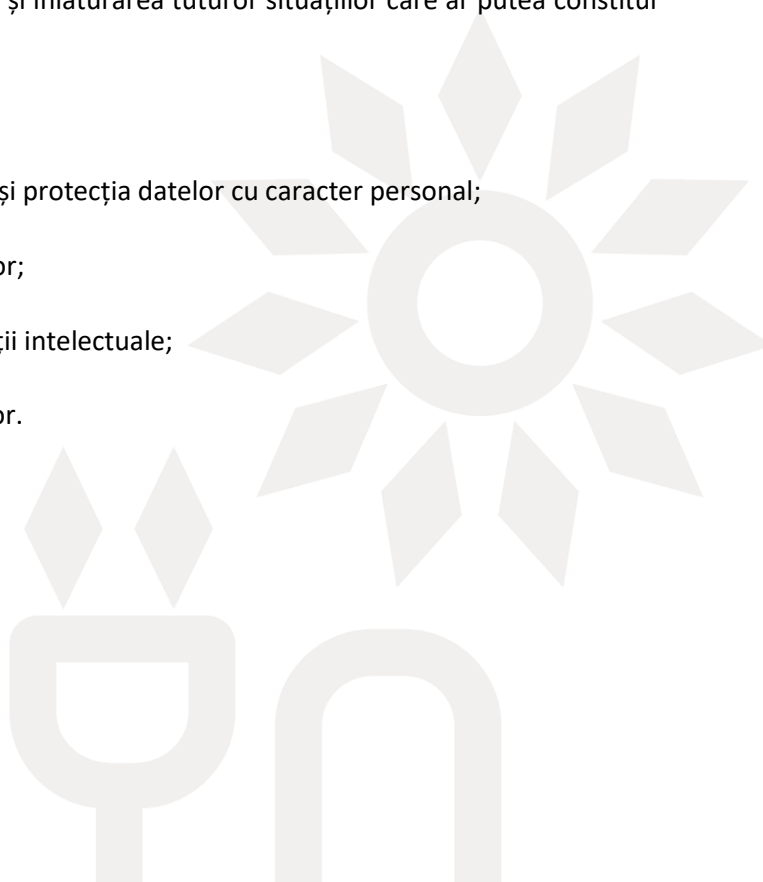 și înlăturarea tuturor situațiilor care ar putea constitui
și protecția datelor cu caracter personal;
or;
ții intelectuale;
or.